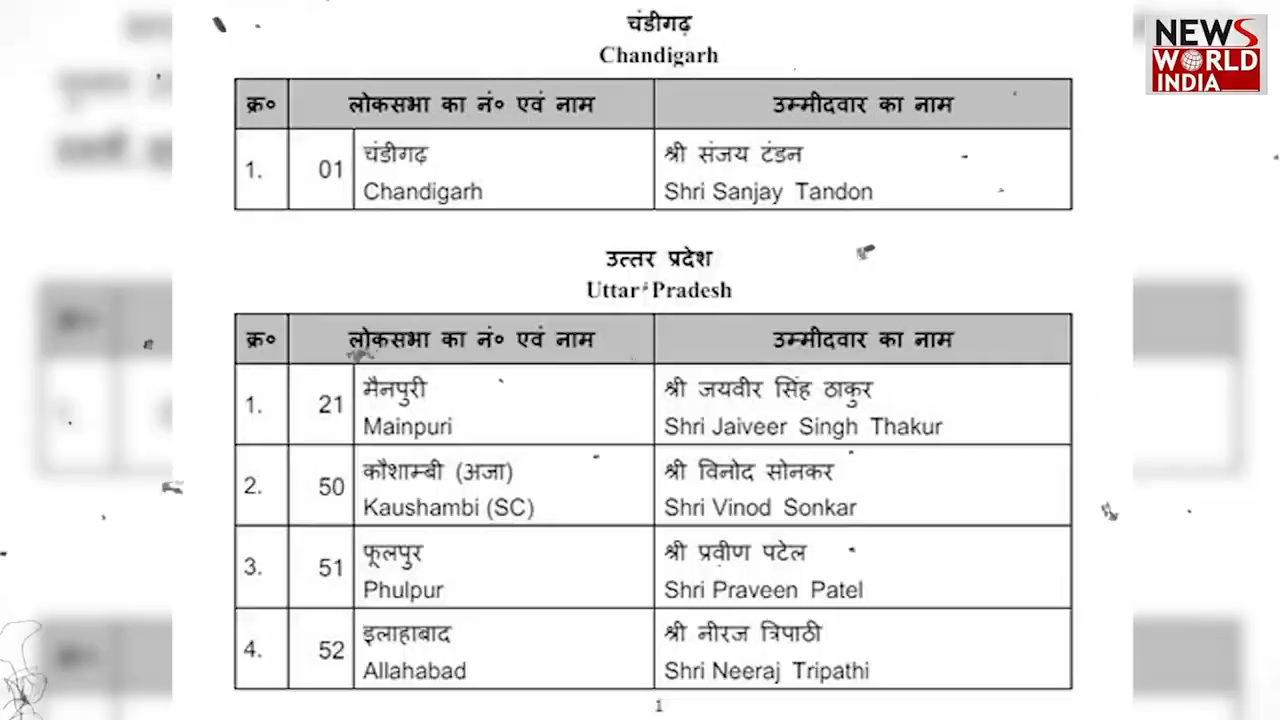 चंडीगढ़
Chandigarh
NEWS
WORLD
INDIA
क्र० लोकसभा का नं० एवं नाम उम्मीदवार का नाम
1. 01 चंडीगढ़ श्री संजय टंडन
Chandigarh Shri Sanjay Tandon
उत्तर प्रदेश
Uttar Pradesh
क्र० लोकसभा का नं० एवं नाम उम्मीदवार का नाम
1. 21 मैनपुरी श्री जयवीर सिंह ठाकुर
Mainpuri Shri Jaiveer Singh Thakur
2. 50 कौशाम्बी (अजा) श्री विनोद सोनकर
Kaushambi (SC) Shri Vinod Sonkar
3. 51 फूलपुर श्री प्रवीण पटेल
Phulpur Shri Praveen Patel
4. 52 इलाहाबाद श्री नीरज त्रिपाठी
Allahabad Shri Neeraj Tripathi
1